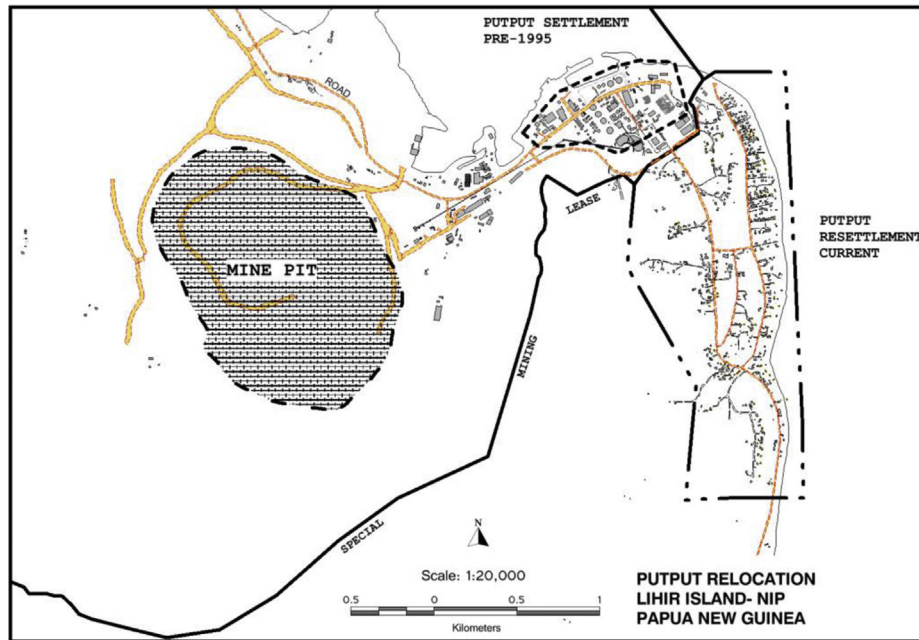 PUTPUT SETTLEMENT
PRE-1995
ROAD
LEASE
PUTPUT
RESETTLEMENT
CURRENT
MINE PIT
MINING
SPECIAL
N
Scale: 1:20,000
0.5 0 0.5 1
Kilometers
PUTPUT RELOCATION
LIHIR ISLAND- NIP
PAPUA NEW GUINEA